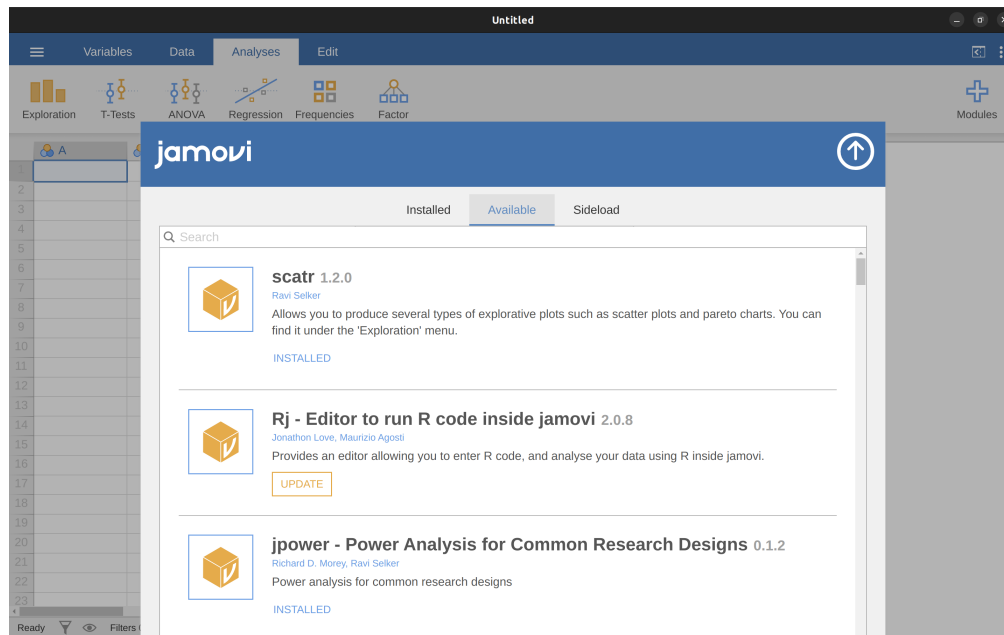 Untitled
Variables Data Analyses Edit
Exploration T-Tests ANOVA Regression Frequencies Factor Modules
A
jamovi
Installed Available Sideload
Search
scatr 1.2.0
Ravi Selker
Allows you to produce several types of explorative plots such as scatter plots and pareto charts. You can
find it under the 'Exploration' menu.
INSTALLED
Rj - Editor to run R code inside jamovi 2.0.8
Jonathon Love, Maurizio Agosti
Provides an editor allowing you to enter R code, and analyse your data using R inside jamovi.
UPDATE
jpower - Power Analysis for Common Research Designs 0.1.2
Richard D. Morey, Ravi Selker
Power analysis for common research designs
INSTALLED
1
2
3
4
5
6
7
8
9
10
11
12
13
14
15
16
17
18
19
20
21
22
23
Ready Filters